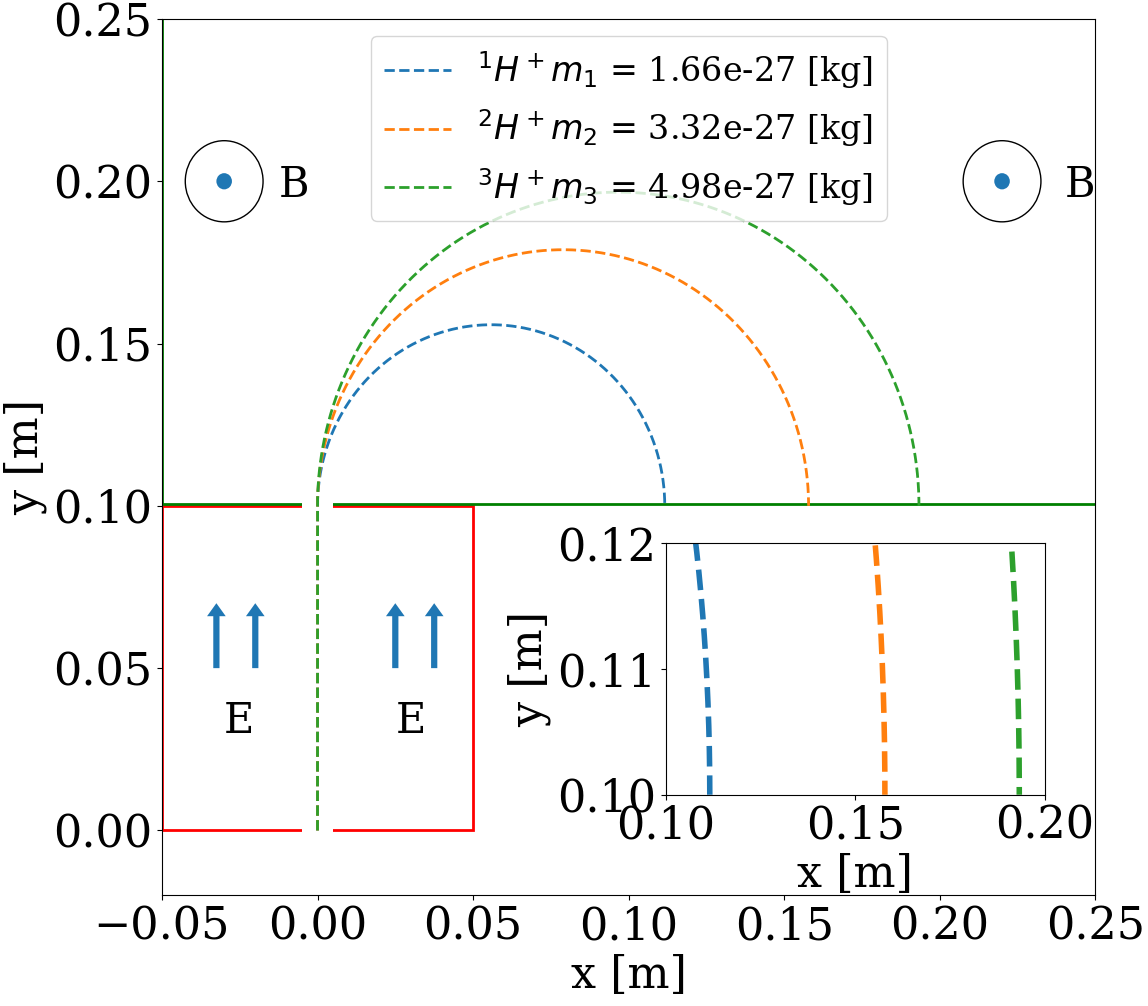 0.25
¹H⁺m₁ = 1.66e-27 [kg]
²H⁺m₂ = 3.32e-27 [kg]
³H⁺m₃ = 4.98e-27 [kg]
0.20
B
B
0.15
y [m]
0.10
0.12
0.05
y [m]
0.11
E
E
0.10
0.00
0.10
0.15
0.20
x [m]
−0.05
0.00
0.05
0.10
0.15
0.20
0.25
x [m]